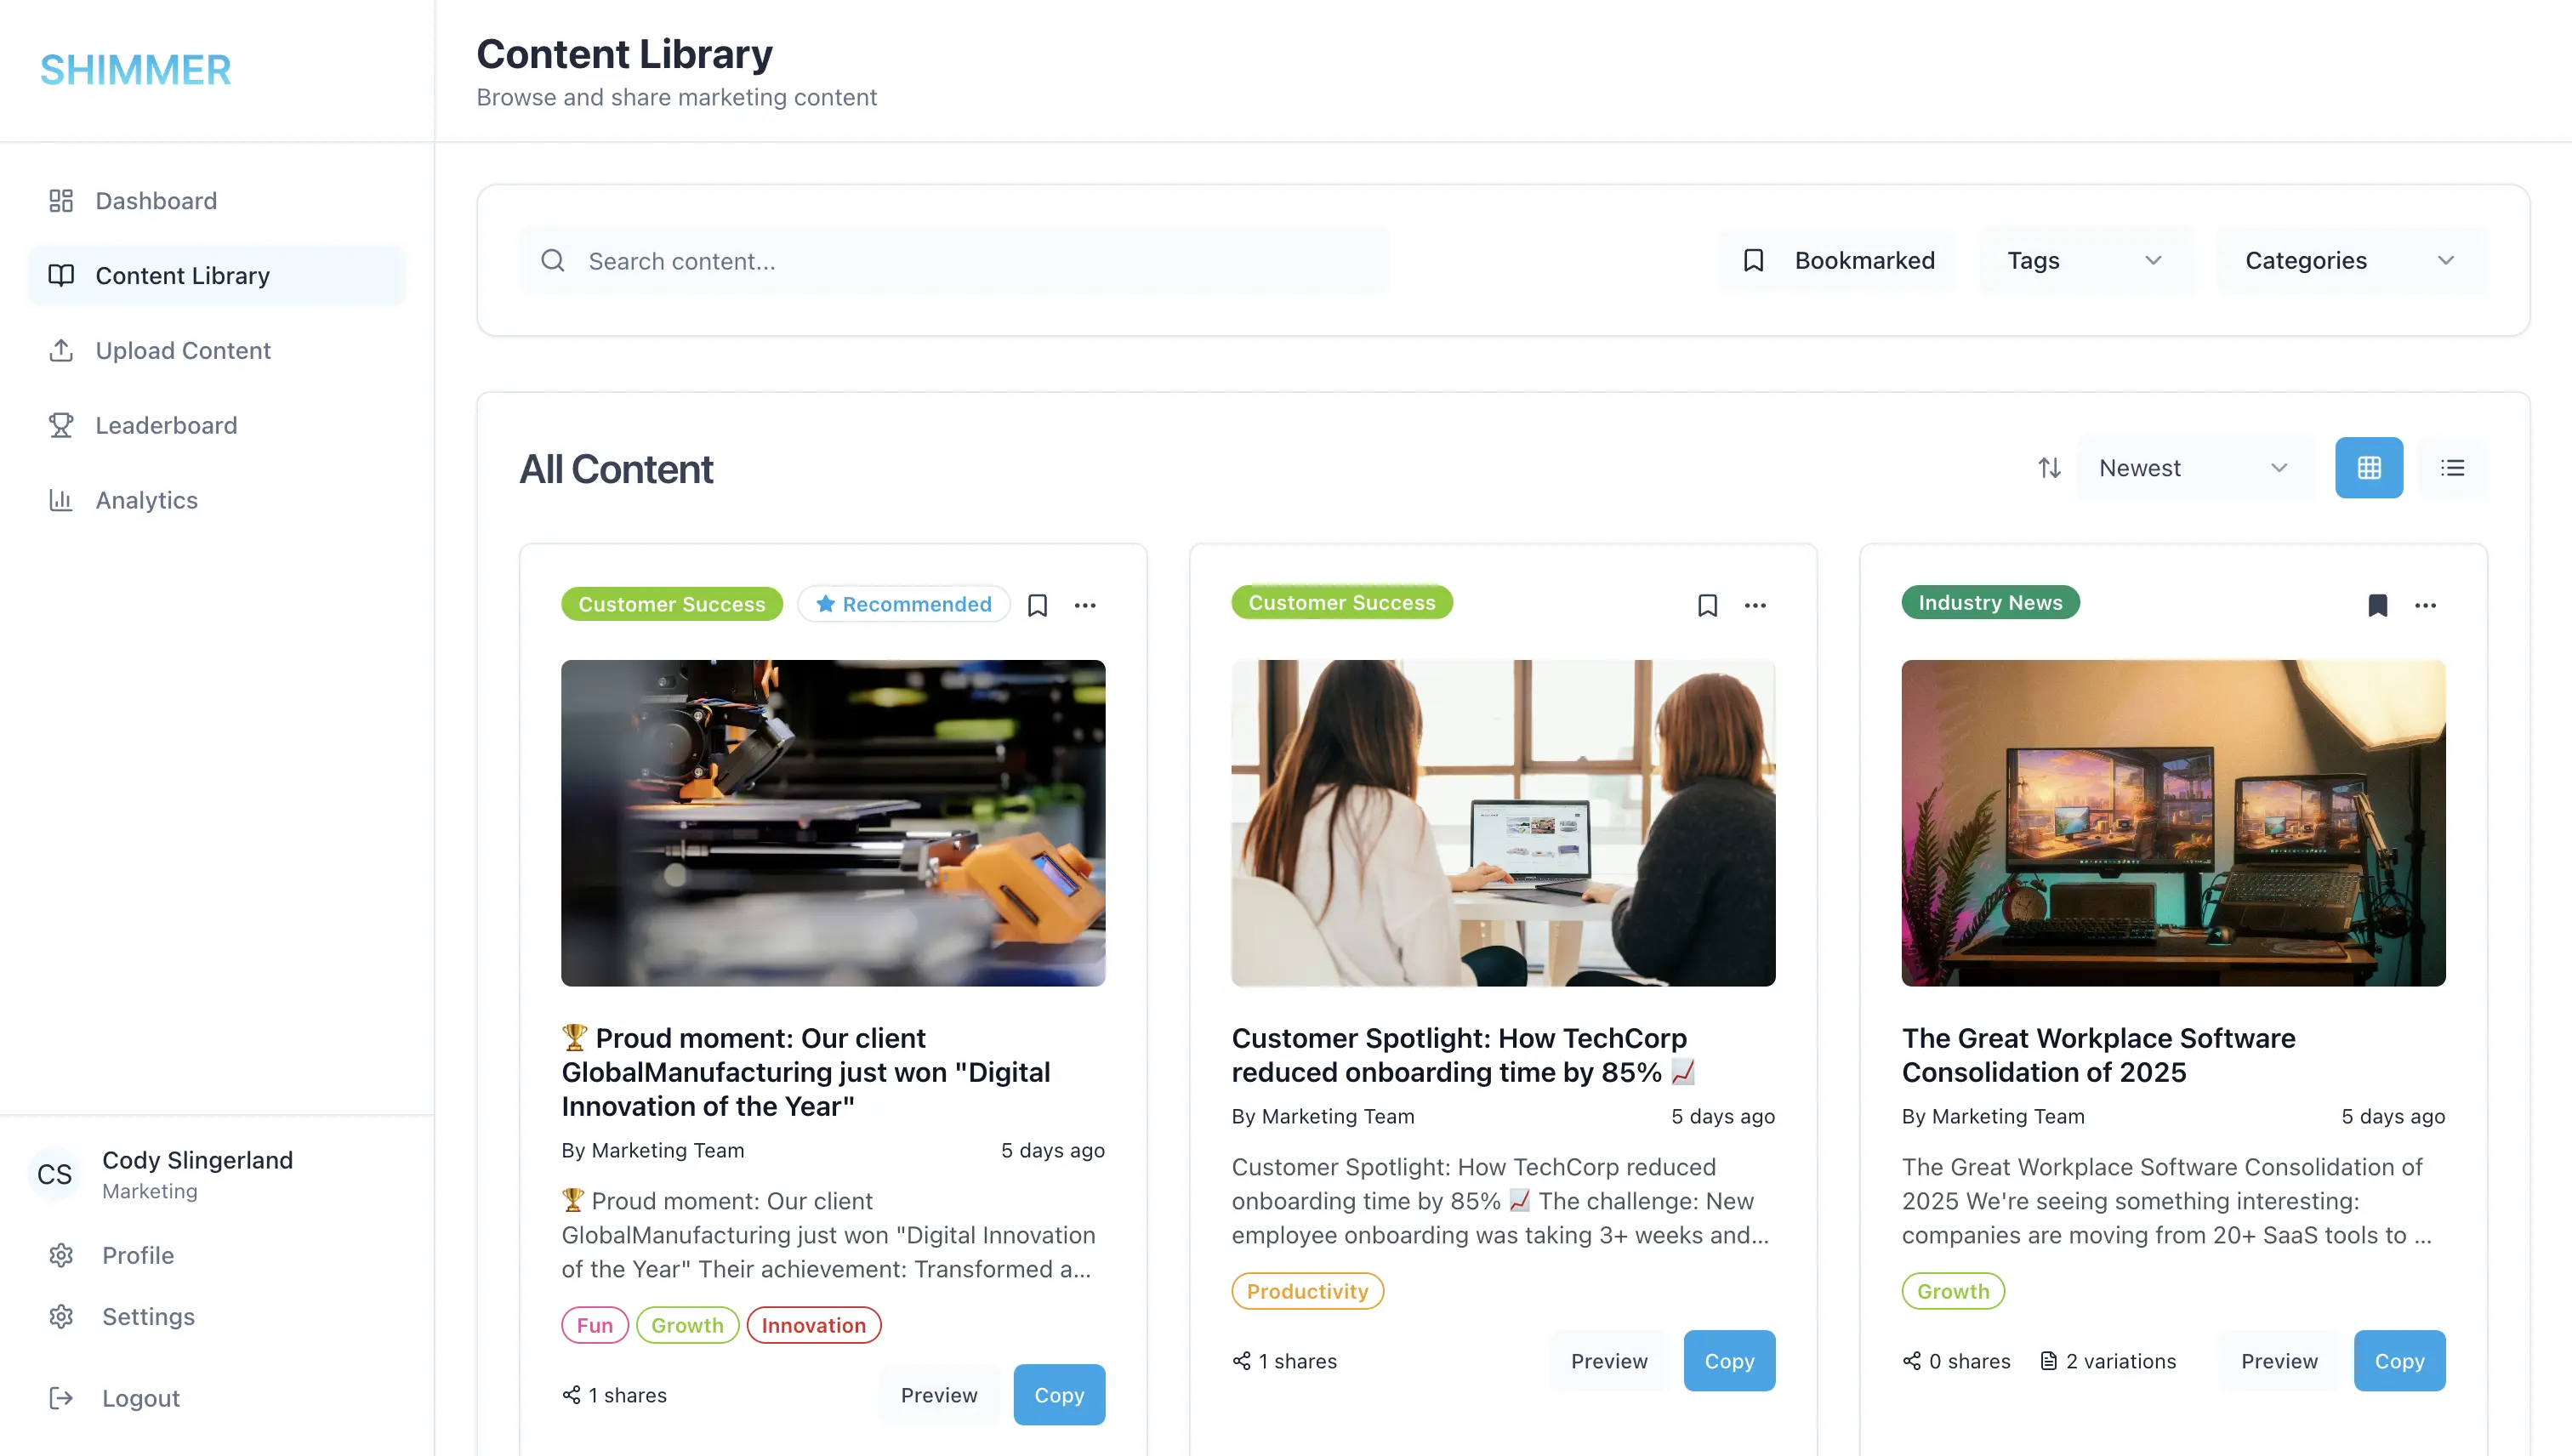 SHIMMER
Content Library
Browse and share marketing content
Dashboard
Content Library
Upload Content
Leaderboard
Analytics
Search content...
Bookmarked
Tags
Categories
All Content
Newest
Customer Success
Recommended
🏆 Proud moment: Our client
GlobalManufacturing just won "Digital
Innovation of the Year"
By Marketing Team
5 days ago
🏆 Proud moment: Our client
GlobalManufacturing just won "Digital Innovation
of the Year" Their achievement: Transformed a...
Fun
Growth
Innovation
1 shares
Preview
Copy
Customer Success
Customer Spotlight: How TechCorp
reduced onboarding time by 85% 📈
By Marketing Team
5 days ago
Customer Spotlight: How TechCorp reduced
onboarding time by 85% 📈 The challenge: New
employee onboarding was taking 3+ weeks and...
Productivity
1 shares
Preview
Copy
Industry News
The Great Workplace Software
Consolidation of 2025
By Marketing Team
5 days ago
The Great Workplace Software Consolidation of
2025 We're seeing something interesting:
companies are moving from 20+ SaaS tools to ...
Growth
0 shares
2 variations
Preview
Copy
CS
Cody Slingerland
Marketing
Profile
Settings
Logout